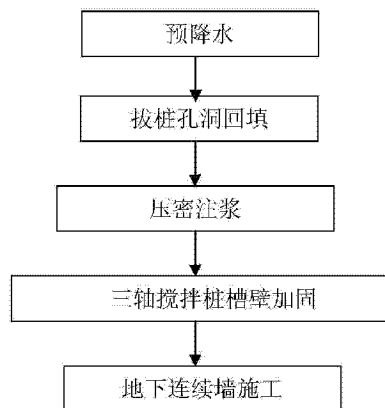 预降水
拔桩孔洞回填
压密注浆
三轴搅拌桩槽壁加固
地下连续墙施工